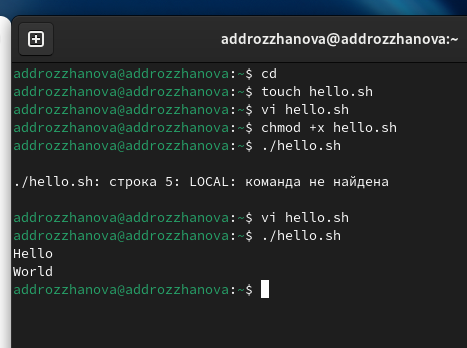 addrozzhanova@addrozzhanova:~
addrozzhanova@addrozzhanova:~$ cd
addrozzhanova@addrozzhanova:~$ touch hello.sh
addrozzhanova@addrozzhanova:~$ vi hello.sh
addrozzhanova@addrozzhanova:~$ chmod +x hello.sh
addrozzhanova@addrozzhanova:~$ ./hello.sh
./hello.sh: строка 5: LOCAL: команда не найдена
addrozzhanova@addrozzhanova:~$ vi hello.sh
addrozzhanova@addrozzhanova:~$ ./hello.sh
Hello
World
addrozzhanova@addrozzhanova:~$